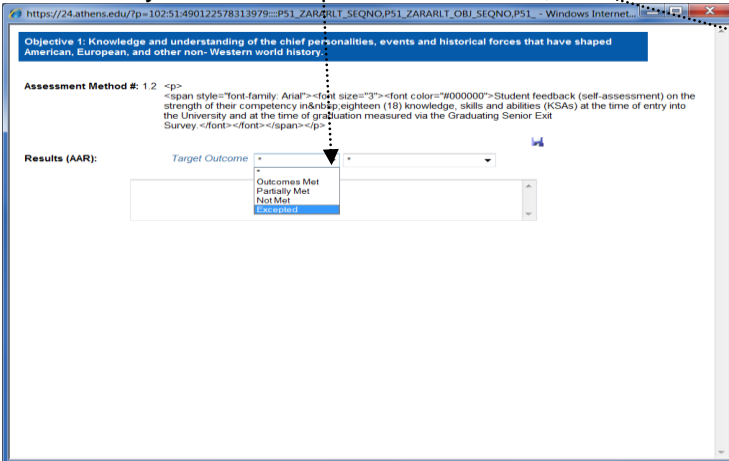 https://24.athens.edu/?p=102:51:490122578313979::::P51_ZARARLT_SEQNO,P51_ZARARLT_OBJ_SEQNO,P51_ - Windows Internet...
Objective 1: Knowledge and understanding of the chief personalities, events and historical forces that have shaped
American, European, and other non- Western world history.
Assessment Method #: 1.2 <p>
<span style="font-family: Arial"><font size="3"><font color="#000000">Student feedback (self-assessment) on the
strength of their competency in&nbsp;eighteen (18) knowledge, skills and abilities (KSAs) at the time of entry into
the University and at the time of graduation measured via the Graduating Senior Exit
Survey.</font></font></span></p>
Results (AAR): Target Outcome * *
*
Outcomes Met
Partially Met
Not Met
Excepted